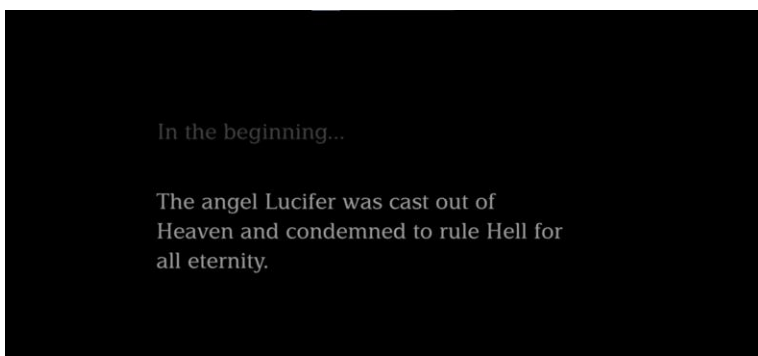 In the beginning...
The angel Lucifer was cast out of
Heaven and condemned to rule Hell for
all eternity.